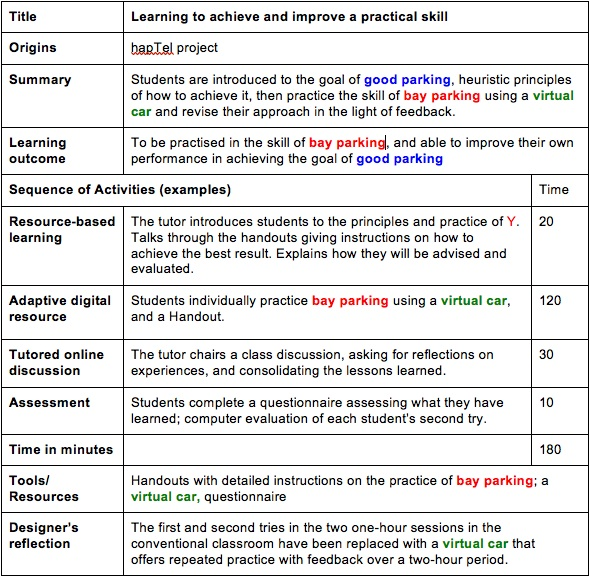 Title Learning to achieve and improve a practical skill
Origins hapTel project
Summary Students are introduced to the goal of good parking, heuristic principles
of how to achieve it, then practice the skill of bay parking using a virtual
car and revise their approach in the light of feedback.
Learning To be practised in the skill of bay parking, and able to improve their own
outcome performance in achieving the goal of good parking
Sequence of Activities (examples) Time
Resource-based The tutor introduces students to the principles and practice of Y. 20
learning Talks through the handouts giving instructions on how to
achieve the best result. Explains how they will be advised and
evaluated.
Adaptive digital Students individually practice bay parking using a virtual car, 120
resource and a Handout.
Tutored online The tutor chairs a class discussion, asking for reflections on 30
discussion experiences, and consolidating the lessons learned.
Assessment Students complete a questionnaire assessing what they have 10
learned; computer evaluation of each student's second try.
Time in minutes 180
Tools/ Handouts with detailed instructions on the practice of bay parking; a
Resources virtual car, questionnaire
Designer's The first and second tries in the two one-hour sessions in the
reflection conventional classroom have been replaced with a virtual car that
offers repeated practice with feedback over a two-hour period.